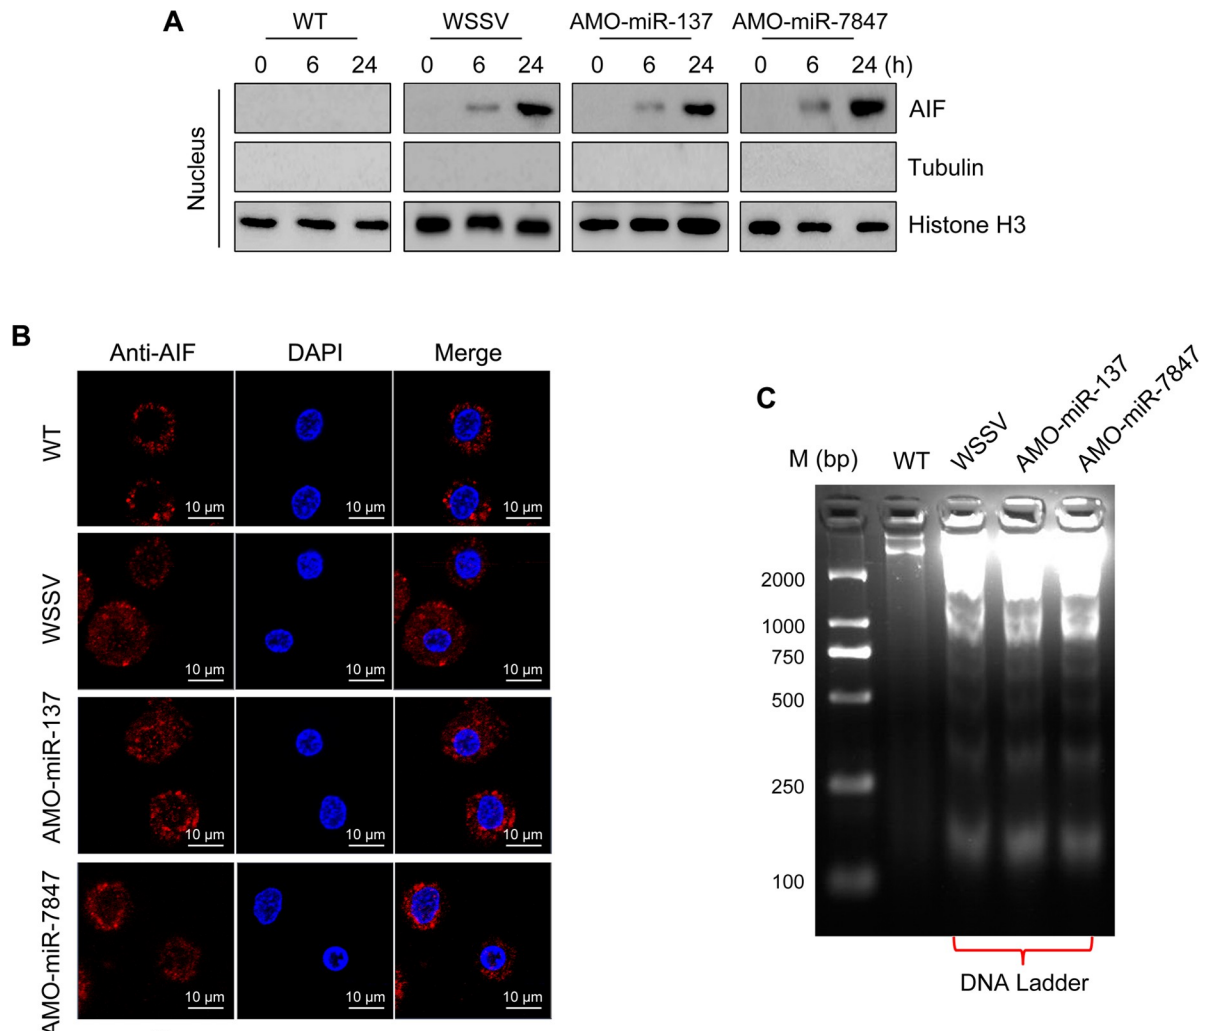 A
WT WSSV AMO-miR-137 AMO-miR-7847
0 6 24 0 6 24 0 6 24 0 6 24 (h)
Nucleus
AIF
Tubulin
Histone H3
B
Anti-AIF DAPI Merge
WT
10 µm 10 µm 10 µm
WSSV
10 µm 10 µm 10 µm
AMO-miR-137
10 µm 10 µm 10 µm
AMO-miR-7847
10 µm 10 µm 10 µm
C
M (bp) WT WSSV AMO-miR-137 AMO-miR-7847
2000
1000
750
500
250
100
DNA Ladder